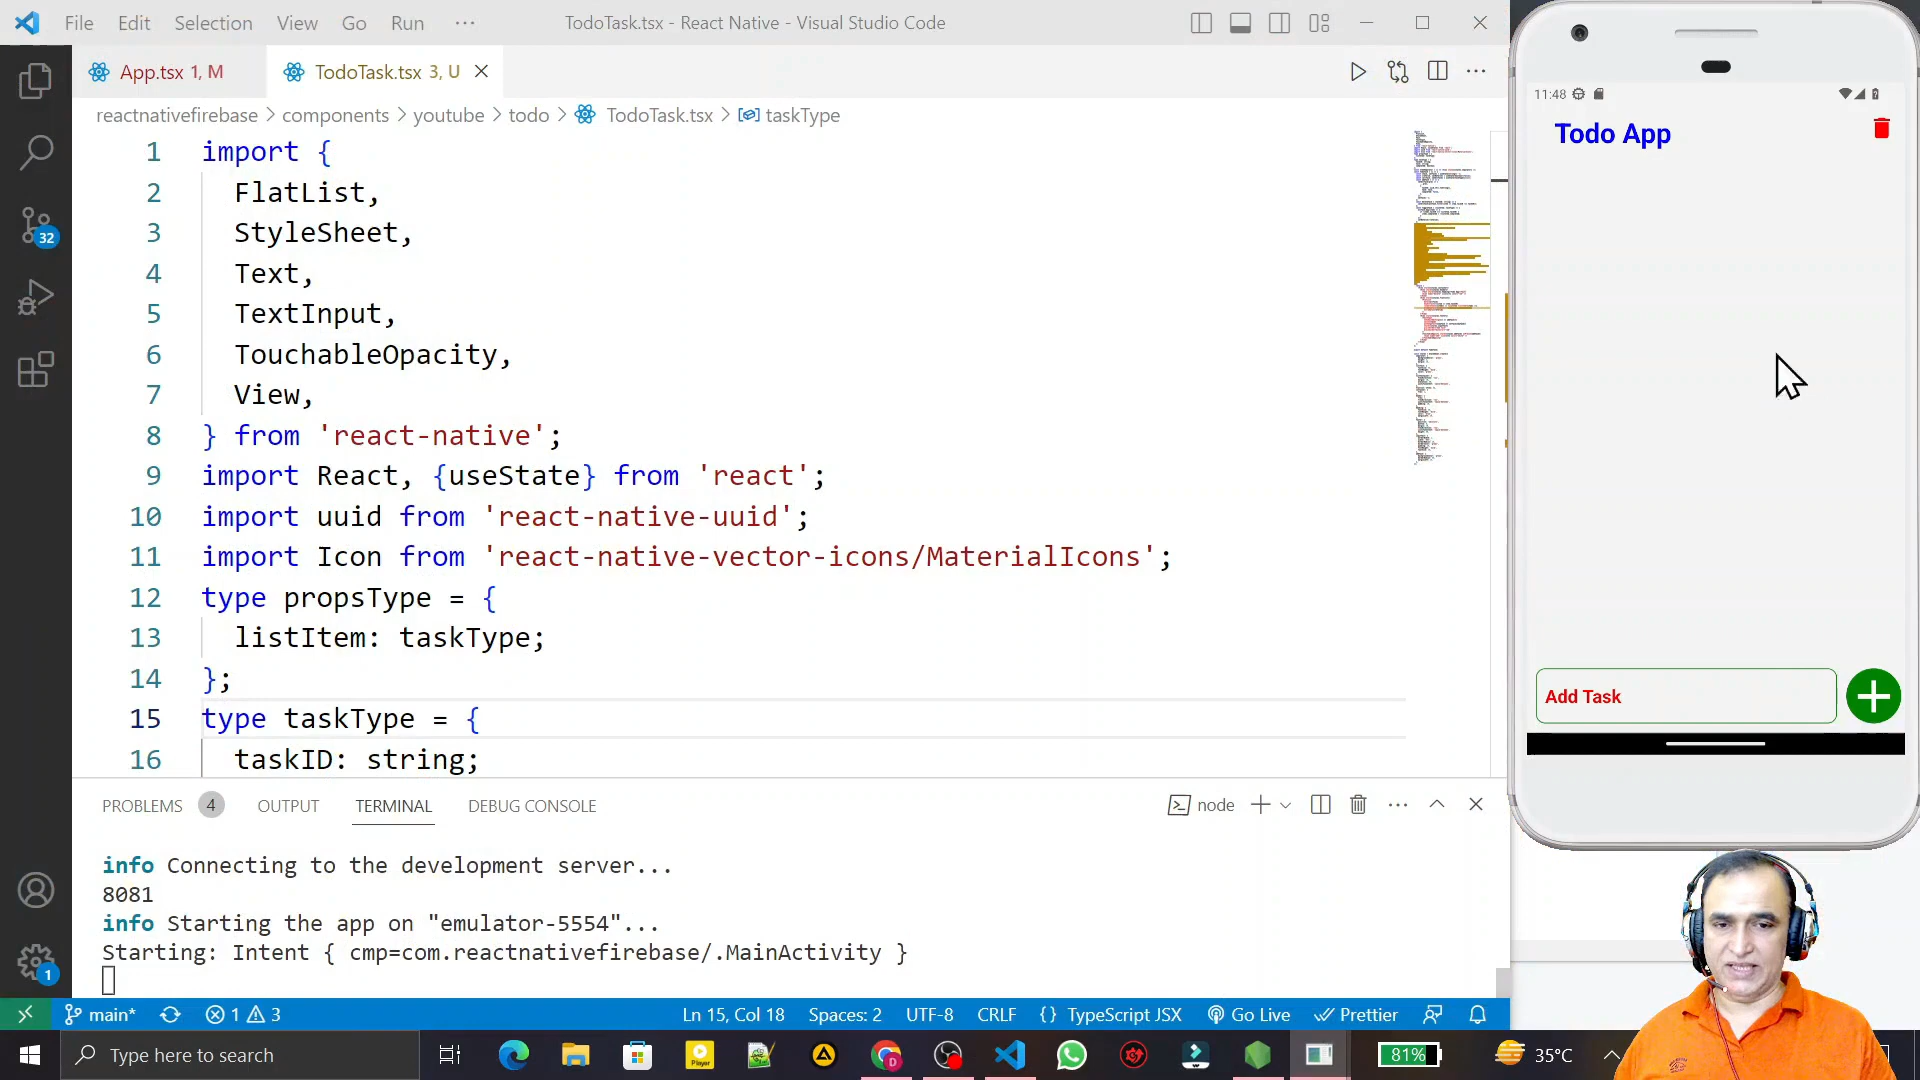 File Edit Selection View Go Run ··· TodoTask.tsx - React Native - Visual Studio Code
App.tsx 1, M TodoTask.tsx 3, U
reactnativefirebase > components > youtube > todo > TodoTask.tsx > taskType
1 import {
2 FlatList,
3 StyleSheet,
4 Text,
5 TextInput,
6 TouchableOpacity,
7 View,
8 } from 'react-native';
9 import React, {useState} from 'react';
10 import uuid from 'react-native-uuid';
11 import Icon from 'react-native-vector-icons/MaterialIcons';
12 type propsType = {
13 listItem: taskType;
14 };
15 type taskType = {
16 taskID: string;
PROBLEMS 4 OUTPUT TERMINAL DEBUG CONSOLE node
info Connecting to the development server...
8081
info Starting the app on "emulator-5554"...
Starting: Intent { cmp=com.reactnativefirebase/.MainActivity }
32
1
main* 1 3 Ln 15, Col 18 Spaces: 2 UTF-8 CRLF {} TypeScript JSX Go Live Prettier
Type here to search 81% 35°C
11:48
Todo App
Add Task